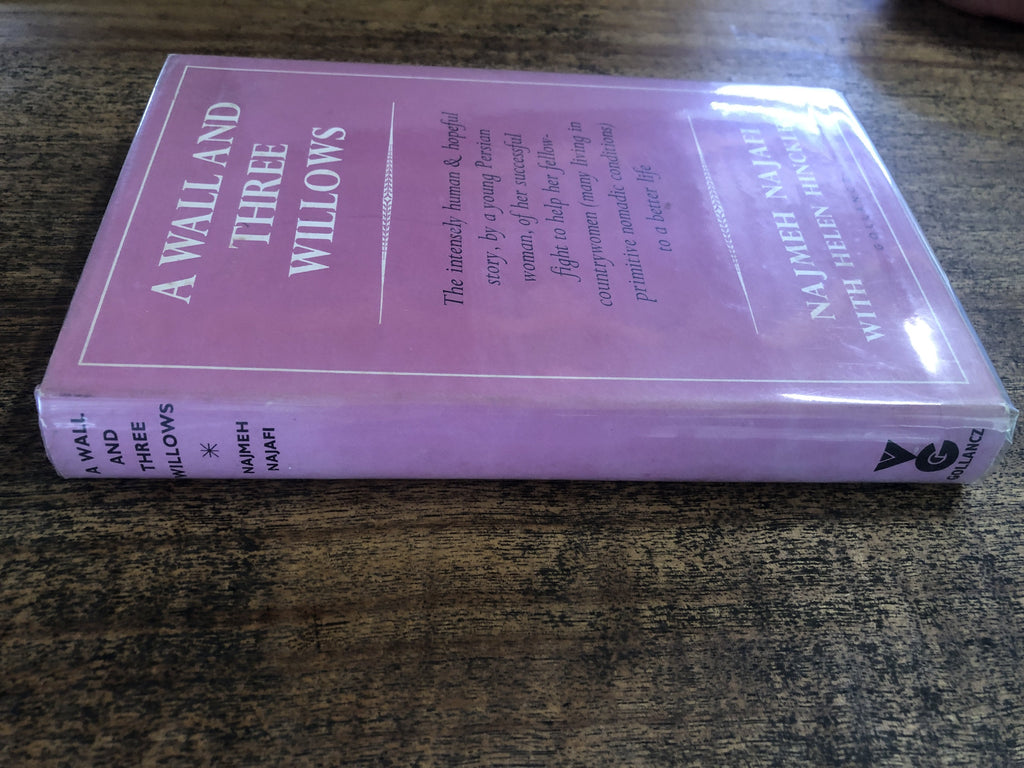 A WALL AND
THREE
WILLOWS
The intensely human & hopeful
story, by a young Persian
woman, of her successful
fight to help her fellow-
countrywomen (many living in
primitive nomadic conditions)
to a better life
NAJMEH NAJAFI
WITH HELEN
A WALL
AND
THREE
WILLOWS
NAJMEH
NAJAFI
VG
GOLLANCZ